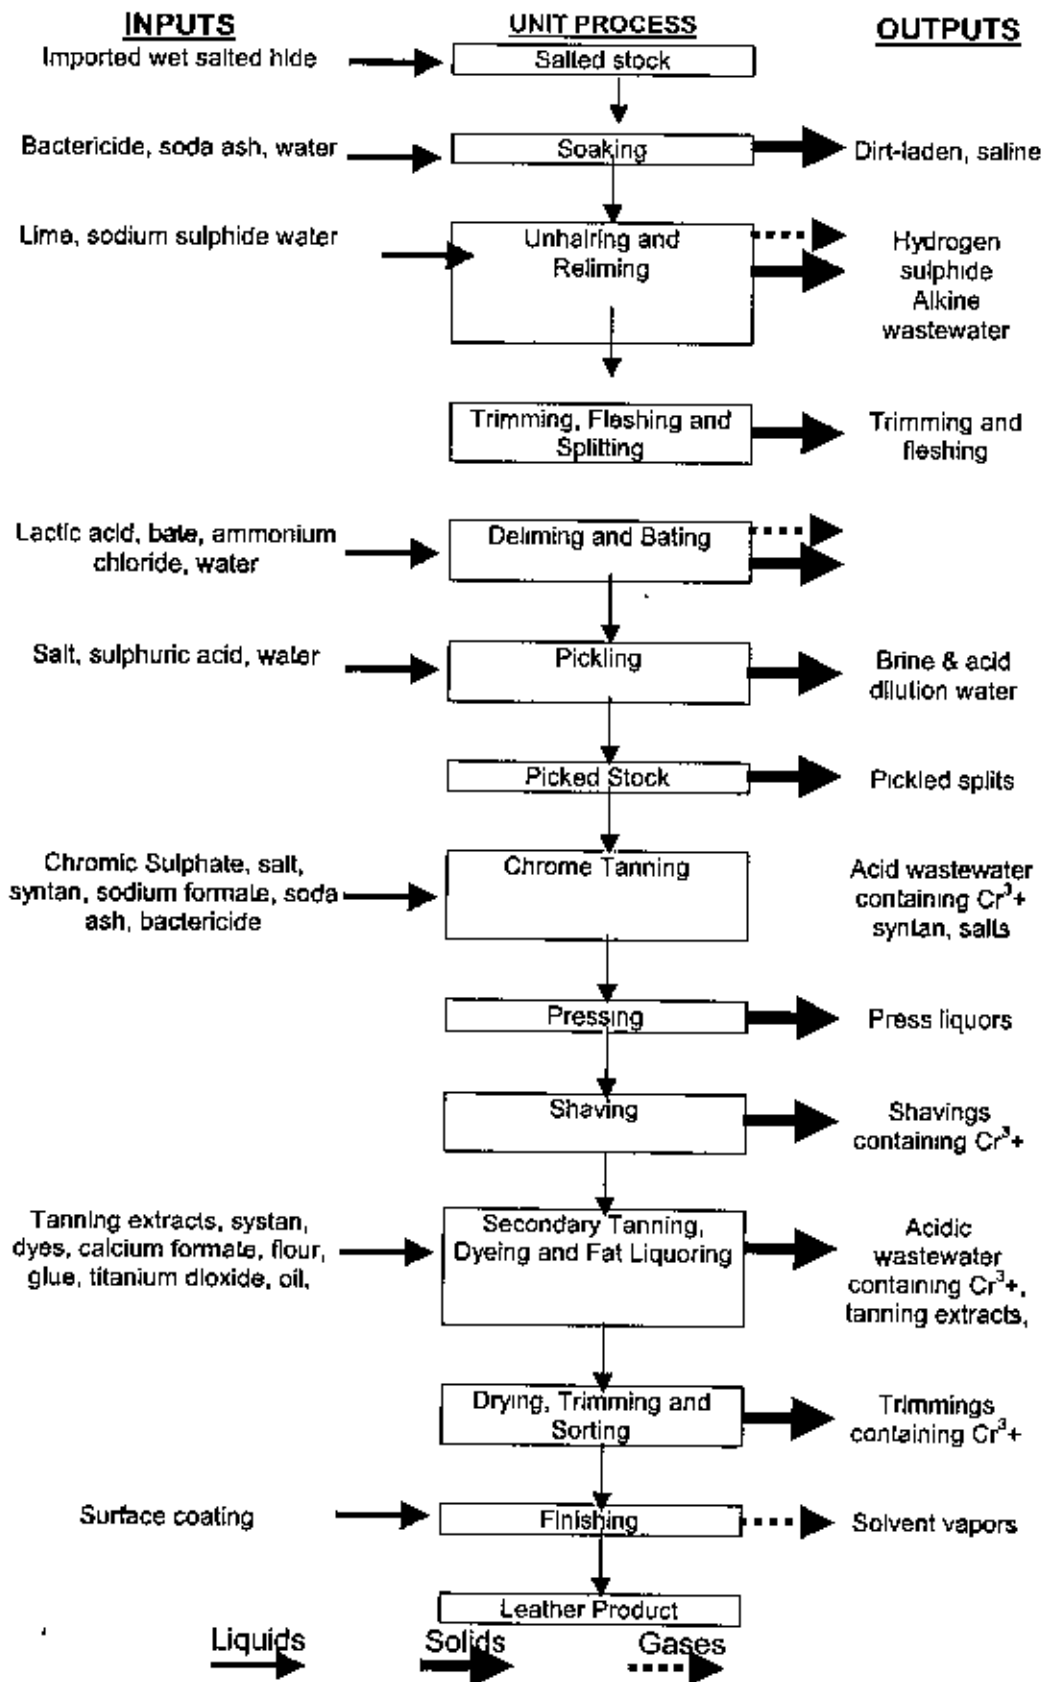 INPUTS
UNIT PROCESS
OUTPUTS
Imported wet salted hide
Salted stock
Bactericide, soda ash, water
Soaking
Dirt-laden, saline
Lime, sodium sulphide water
Unhairing and
Reliming
Hydrogen
sulphide
Alkine
wastewater
Trimming, Fleshing and
Splitting
Trimming and
fleshing
Lactic acid, bate, ammonium
chloride, water
Deliming and Bating
Salt, sulphuric acid, water
Pickling
Brine & acid
dilution water
Picked Stock
Pickled splits
Chromic Sulphate, salt,
syntan, sodium formate, soda
ash, bactericide
Chrome Tanning
Acid wastewater
containing Cr³+
syntan, salts
Pressing
Press liquors
Shaving
Shavings
containing Cr³+
Tanning extracts, systan,
dyes, calcium formate, flour,
glue, titanium dioxide, oil,
Secondary Tanning,
Dyeing and Fat Liquoring
Acidic
wastewater
containing Cr³+,
tanning extracts,
Drying, Trimming and
Sorting
Trimmings
containing Cr³+
Surface coating
Finishing
Solvent vapors
Leather Product
Liquids
Solids
Gases